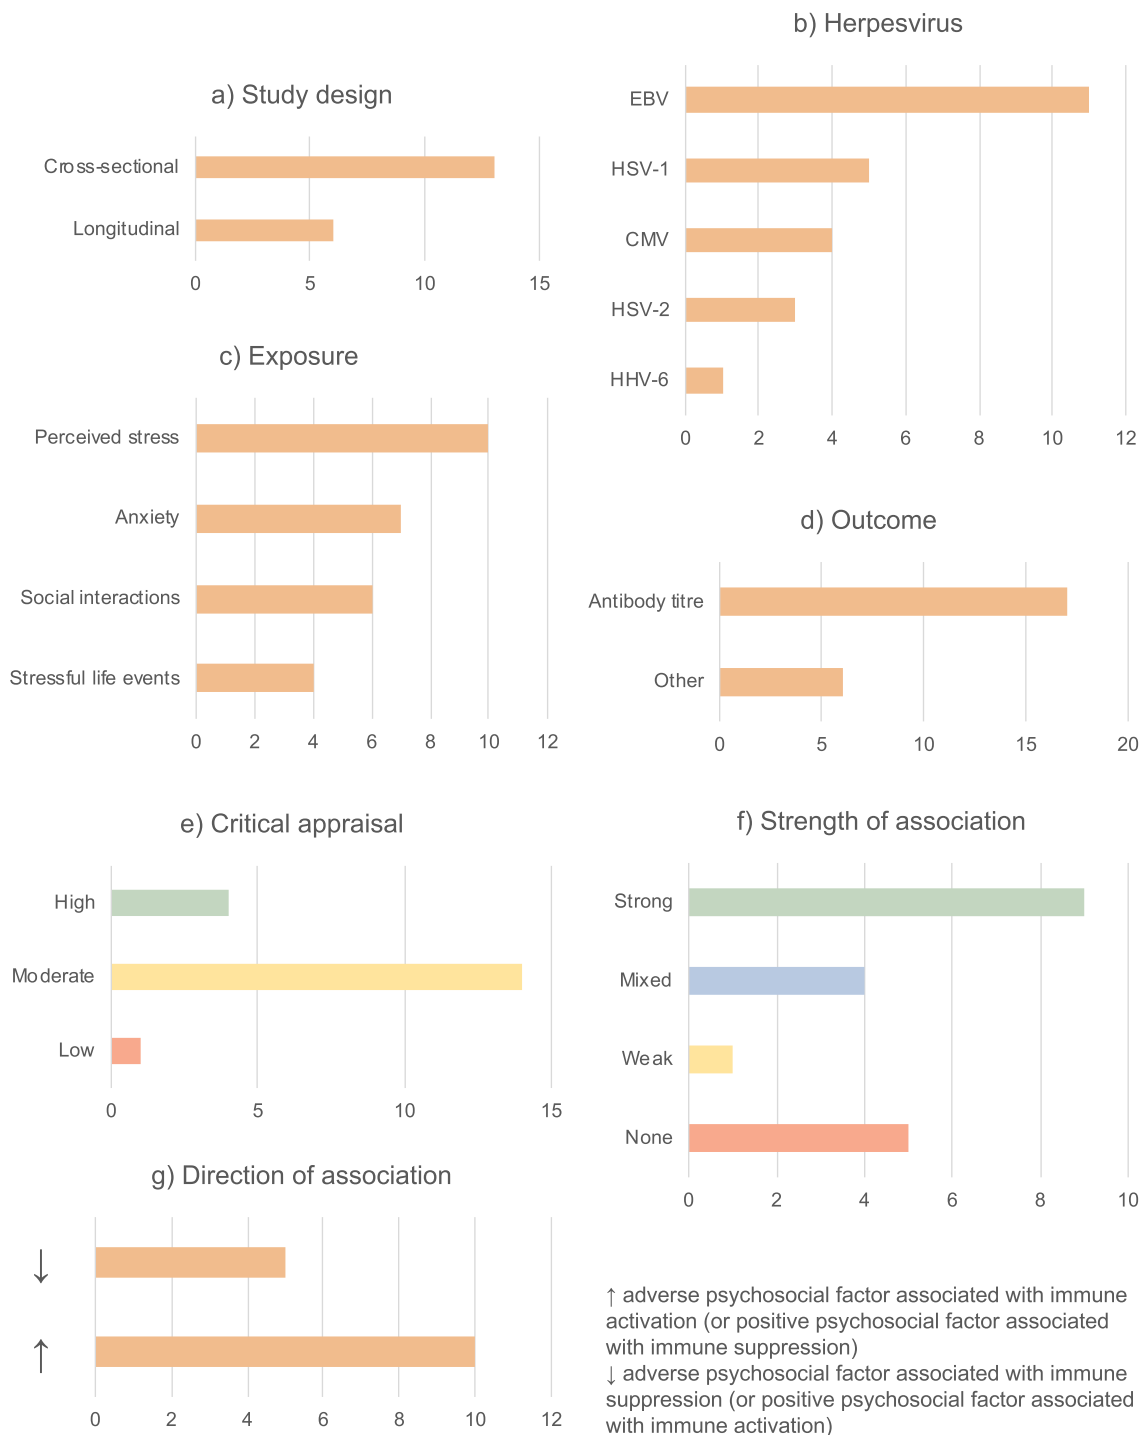 a) Study design
Cross-sectional
Longitudinal
0 5 10 15
b) Herpesvirus
EBV
HSV-1
CMV
HSV-2
HHV-6
0 2 4 6 8 10 12
c) Exposure
Perceived stress
Anxiety
Social interactions
Stressful life events
0 2 4 6 8 10 12
d) Outcome
Antibody titre
Other
0 5 10 15 20
e) Critical appraisal
High
Moderate
Low
0 5 10 15
f) Strength of association
Strong
Mixed
Weak
None
0 2 4 6 8 10
g) Direction of association
↓
↑
0 2 4 6 8 10 12
↑ adverse psychosocial factor associated with immune
activation (or positive psychosocial factor associated
with immune suppression)
↓ adverse psychosocial factor associated with immune
suppression (or positive psychosocial factor associated
with immune activation)